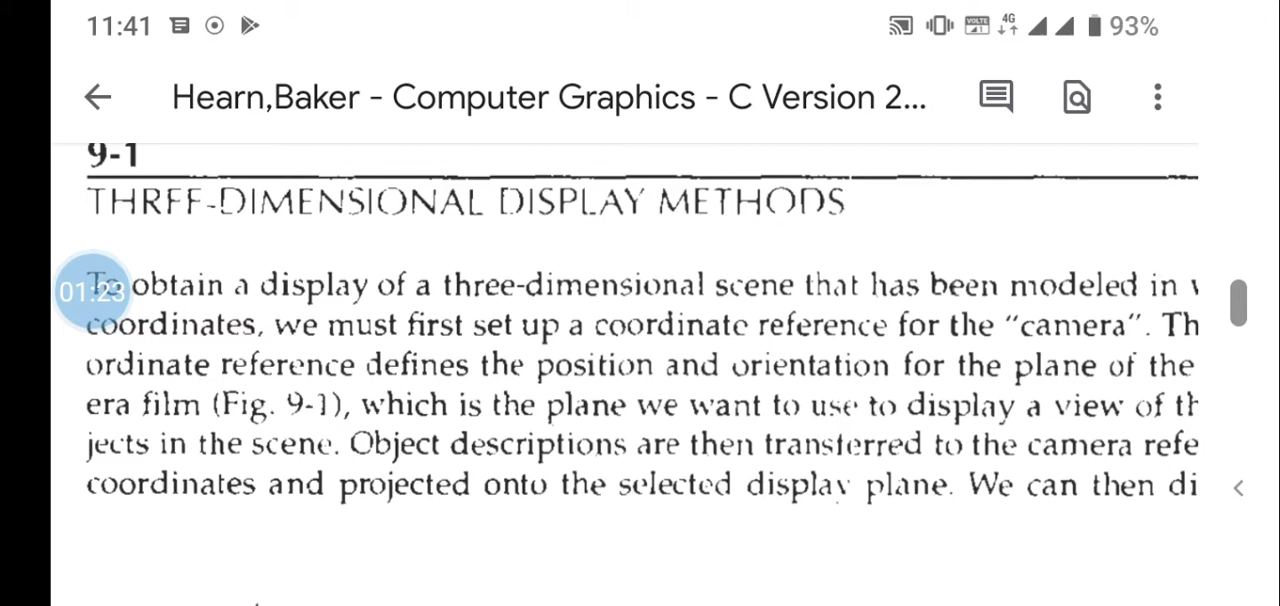 11:41 VOLTE 4G 93%
Hearn,Baker - Computer Graphics - C Version 2...
9-1
THREE-DIMENSIONAL DISPLAY METHODS
To obtain a display of a three-dimensional scene that has been modeled in
01:23
coordinates, we must first set up a coordinate reference for the “camera”. Th
ordinate reference defines the position and orientation for the plane of the
era film (Fig. 9-1), which is the plane we want to use to display a view of th
jects in the scene. Object descriptions are then transferred to the camera refe
coordinates and projected onto the selected display plane. We can then di